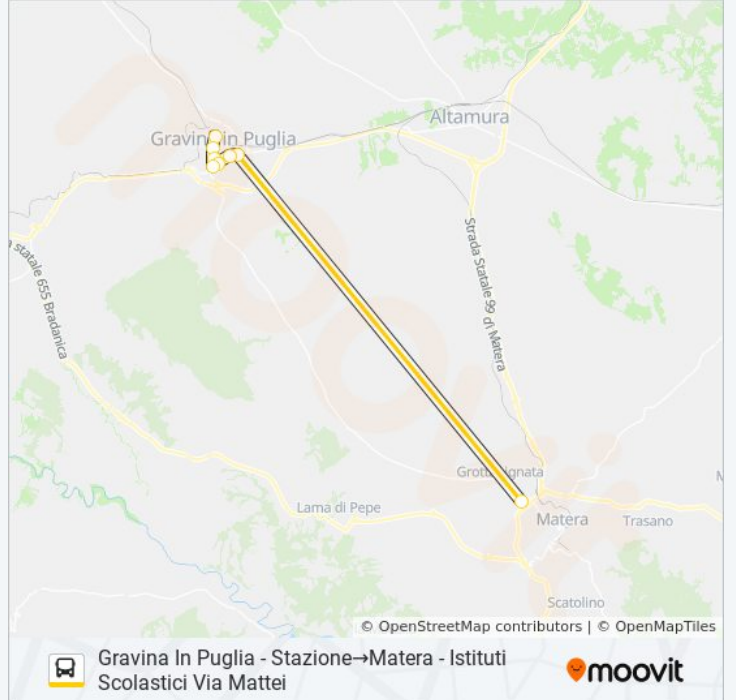 Altamura
Gravina in Puglia
Strada Statale 99 di Matera
a statale 655 Bradanica
Lama di Pepe
Matera
Trasano
Scatolino
© OpenStreetMap contributors | © OpenMapTiles
Gravina In Puglia - Stazione→Matera - Istituti
Scolastici Via Mattei
moovit